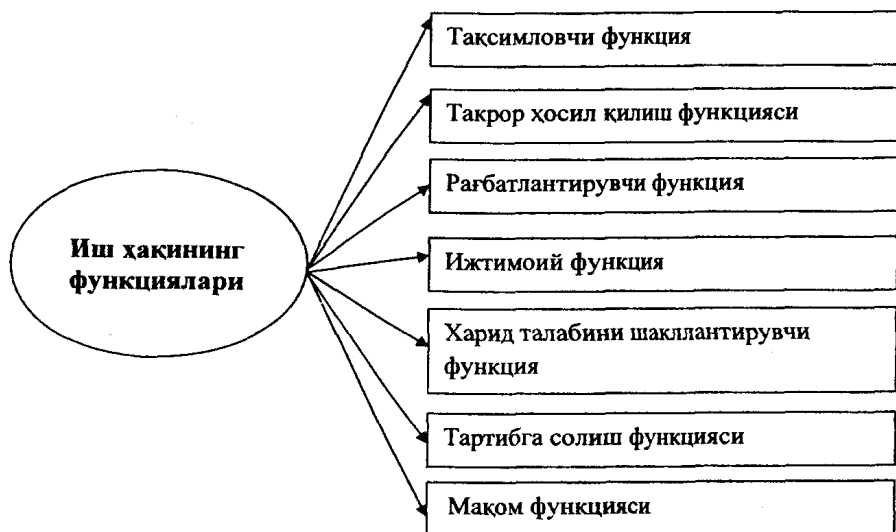 Тақсимловчи функция
Такрор ҳосил қилиш функцияси
Рағбатлантирувчи функция
Иш ҳақининг
функциялари
Ижтимоий функция
Харид талабини шакллантирувчи
функция
Тартибга солиш функцияси
Мақом функцияси